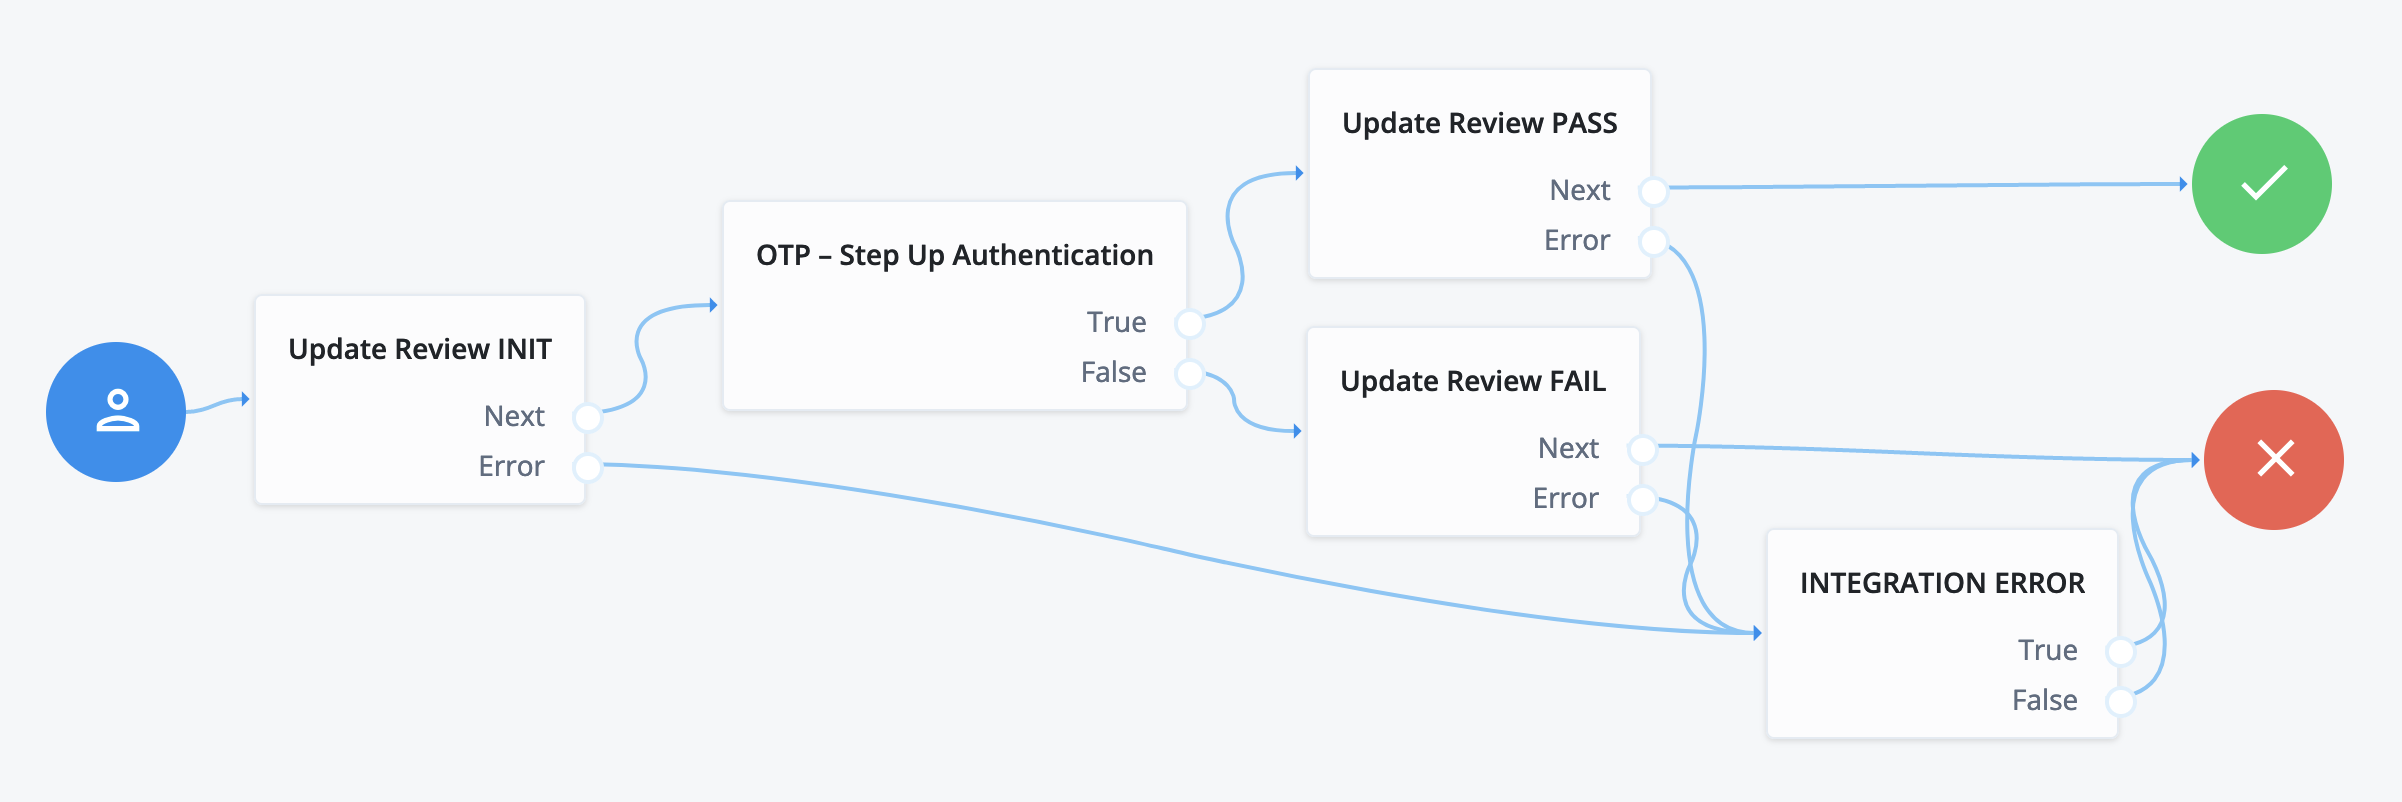 Update Review INIT
Next
Error
OTP – Step Up Authentication
True
False
Update Review PASS
Next
Error
Update Review FAIL
Next
Error
INTEGRATION ERROR
True
False